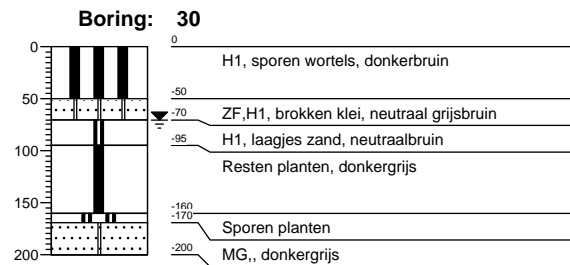 Boring: 30
0
0
H1, sporen wortels, donkerbruin
50
-50
-70
ZF,H1, brokken klei, neutraal grijsbruin
-95
H1, laagjes zand, neutraalbruin
100
Resten planten, donkergrijs
150
-160
-170
Sporen planten
200
-200
MG,, donkergrijs